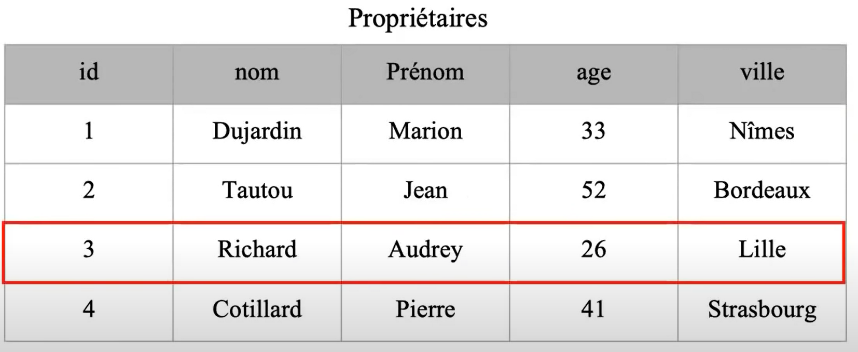 Propriétaires
id nom Prénom age ville
1 Dujardin Marion 33 Nîmes
2 Tautou Jean 52 Bordeaux
3 Richard Audrey 26 Lille
4 Cotillard Pierre 41 Strasbourg